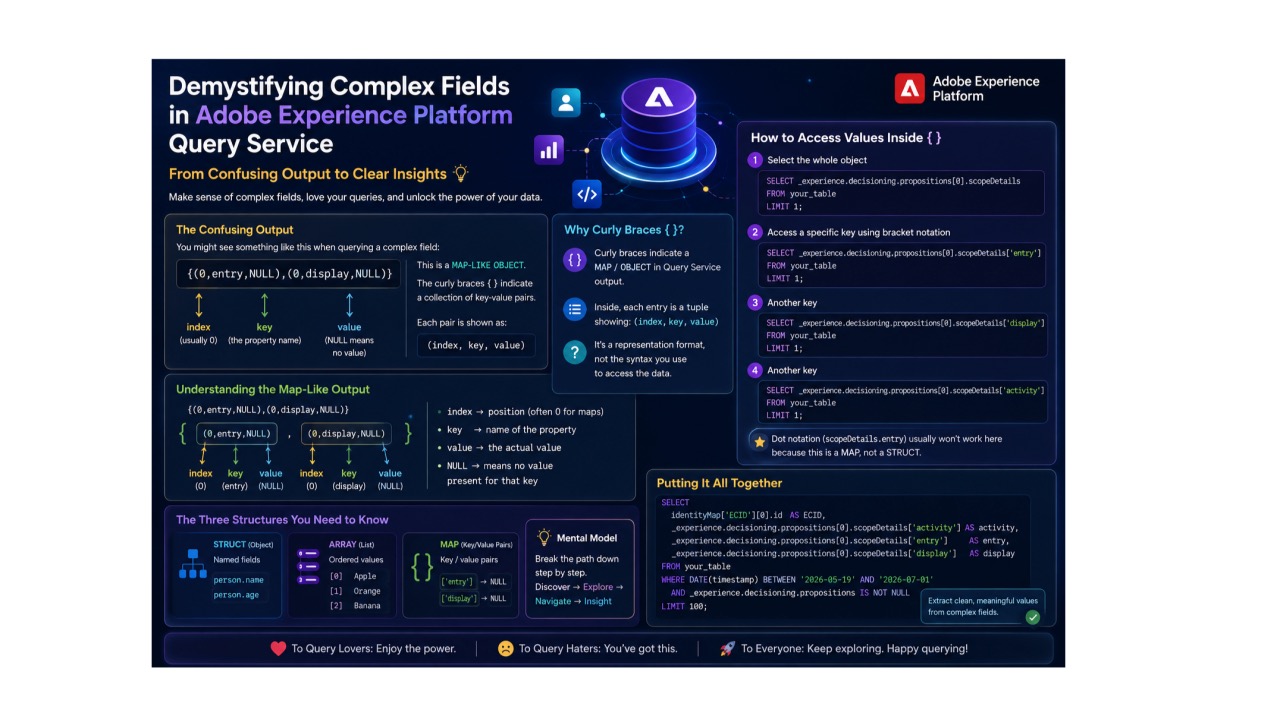 Demystifying Complex Fields
in Adobe Experience Platform
Query Service
From Confusing Output to Clear Insights
Make sense of complex fields, love your queries, and unlock the power of your data.
</>
Adobe Experience
Platform
The Confusing Output
You might see something like this when querying a complex field:
{(0,entry,NULL),(0,display,NULL)}
index
(usually 0)
key
(the property name)
value
(NULL means
no value)
This is a MAP-LIKE OBJECT.
The curly braces { } indicate
a collection of key-value pairs.
Each pair is shown as:
(index, key, value)
Why Curly Braces { }?
{ }
Curly braces indicate a
MAP / OBJECT in Query Service
output.
Inside, each entry is a tuple
showing: (index, key, value)
?
It's a representation format,
not the syntax you use
to access the data.
Understanding the Map-Like Output
{(0,entry,NULL),(0,display,NULL)}
{ (0,entry,NULL) , (0,display,NULL) }
index key value index key value
(0) (entry) (NULL) (0) (display) (NULL)
• index → position (often 0 for maps)
• key → name of the property
• value → the actual value
• NULL → means no value
present for that key
The Three Structures You Need to Know
STRUCT (Object)
Named fields
person.name
person.age
ARRAY (List)
Ordered values
[0] Apple
[1] Orange
[2] Banana
{ }
MAP (Key/Value Pairs)
Key / value pairs
['entry'] → NULL
['display'] → NULL
Mental Model
Break the path down
step by step.
Discover → Explore →
Navigate → Insight
How to Access Values Inside { }
1 Select the whole object
SELECT _experience.decisioning.propositions[0].scopeDetails
FROM your_table
LIMIT 1;
2 Access a specific key using bracket notation
SELECT _experience.decisioning.propositions[0].scopeDetails['entry']
FROM your_table
LIMIT 1;
3 Another key
SELECT _experience.decisioning.propositions[0].scopeDetails['display']
FROM your_table
LIMIT 1;
4 Another key
SELECT _experience.decisioning.propositions[0].scopeDetails['activity']
FROM your_table
LIMIT 1;
Dot notation (scopeDetails.entry) usually won't work here
because this is a MAP, not a STRUCT.
Putting It All Together
SELECT
identityMap['ECID'][0].id AS ECID,
_experience.decisioning.propositions[0].scopeDetails['activity'] AS activity,
_experience.decisioning.propositions[0].scopeDetails['entry'] AS entry,
_experience.decisioning.propositions[0].scopeDetails['display'] AS display
FROM your_table
WHERE DATE(timestamp) BETWEEN '2026-05-19' AND '2026-07-01'
AND _experience.decisioning.propositions IS NOT NULL
LIMIT 100;
Extract clean, meaningful values
from complex fields.
To Query Lovers: Enjoy the power.
To Query Haters: You've got this.
To Everyone: Keep exploring. Happy querying!